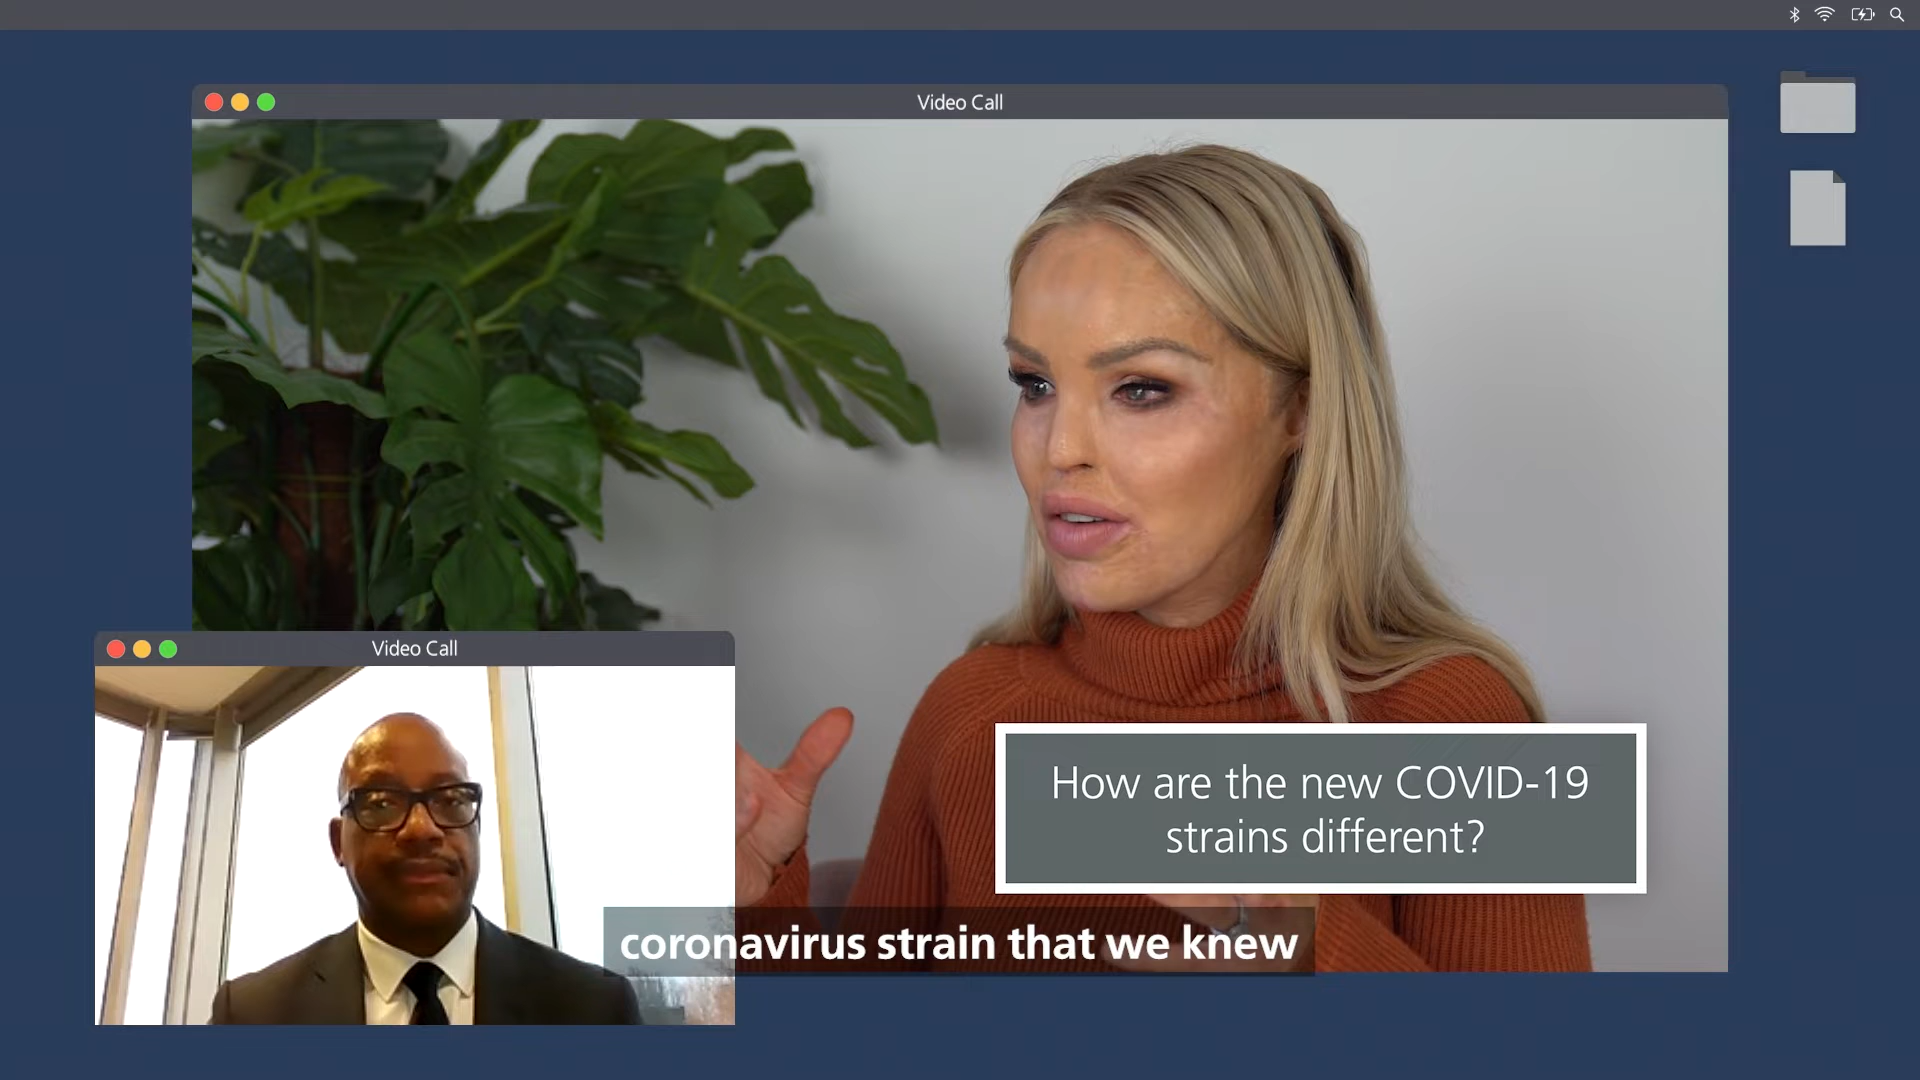 Video Call
Video Call
How are the new COVID-19
strains different?
coronavirus strain that we knew